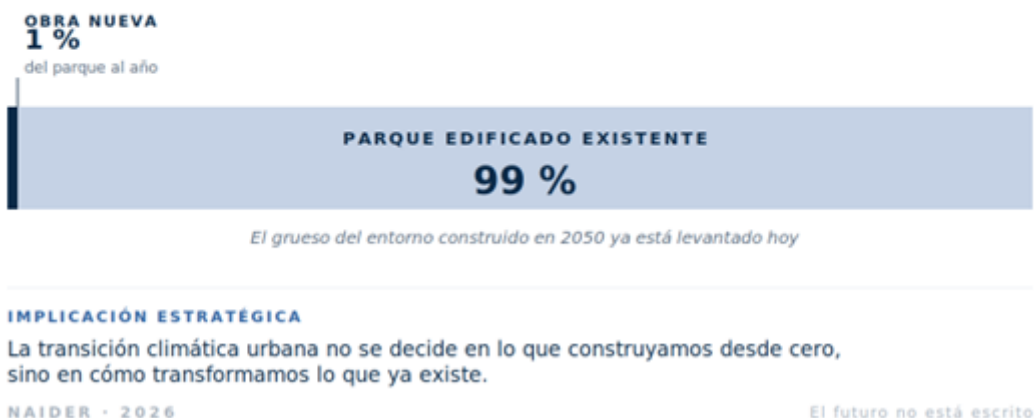 OBRA NUEVA
1 %
del parque al año
PARQUE EDIFICADO EXISTENTE
99 %
El grueso del entorno construido en 2050 ya está levantado hoy
IMPLICACIÓN ESTRATÉGICA
La transición climática urbana no se decide en lo que construyamos desde cero,
sino en cómo transformamos lo que ya existe.
NAIDER · 2026
El futuro no está escrito